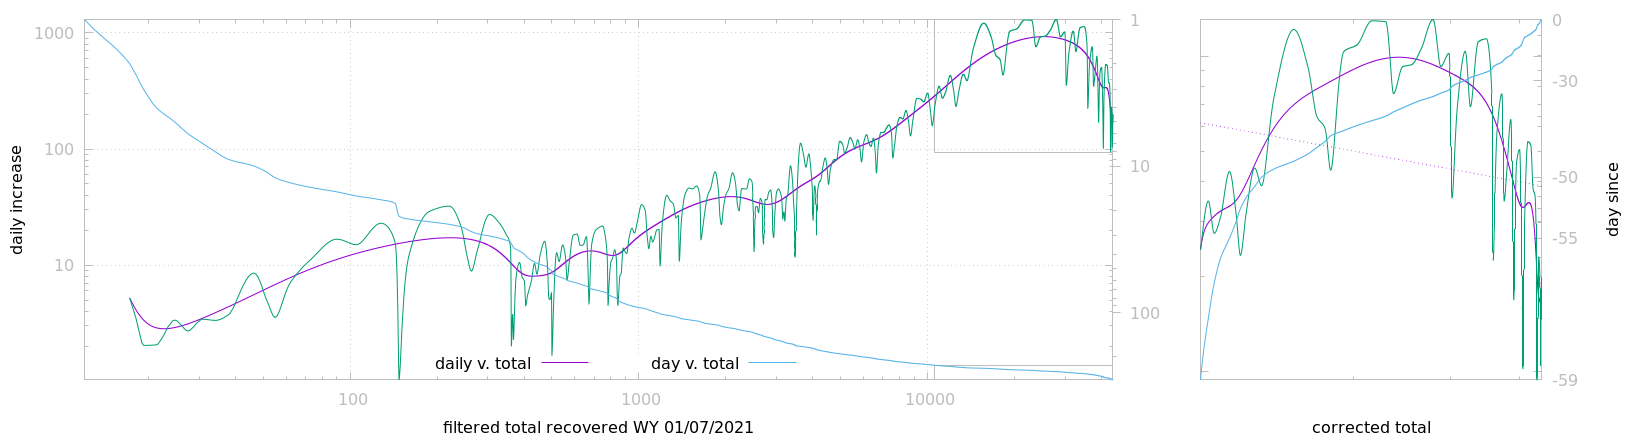 1000
100
10
daily increase
1
10
100
0
-30
-50
-55
-59
day since
daily v. total
day v. total
100
1000
10000
filtered total recovered WY 01/07/2021
corrected total